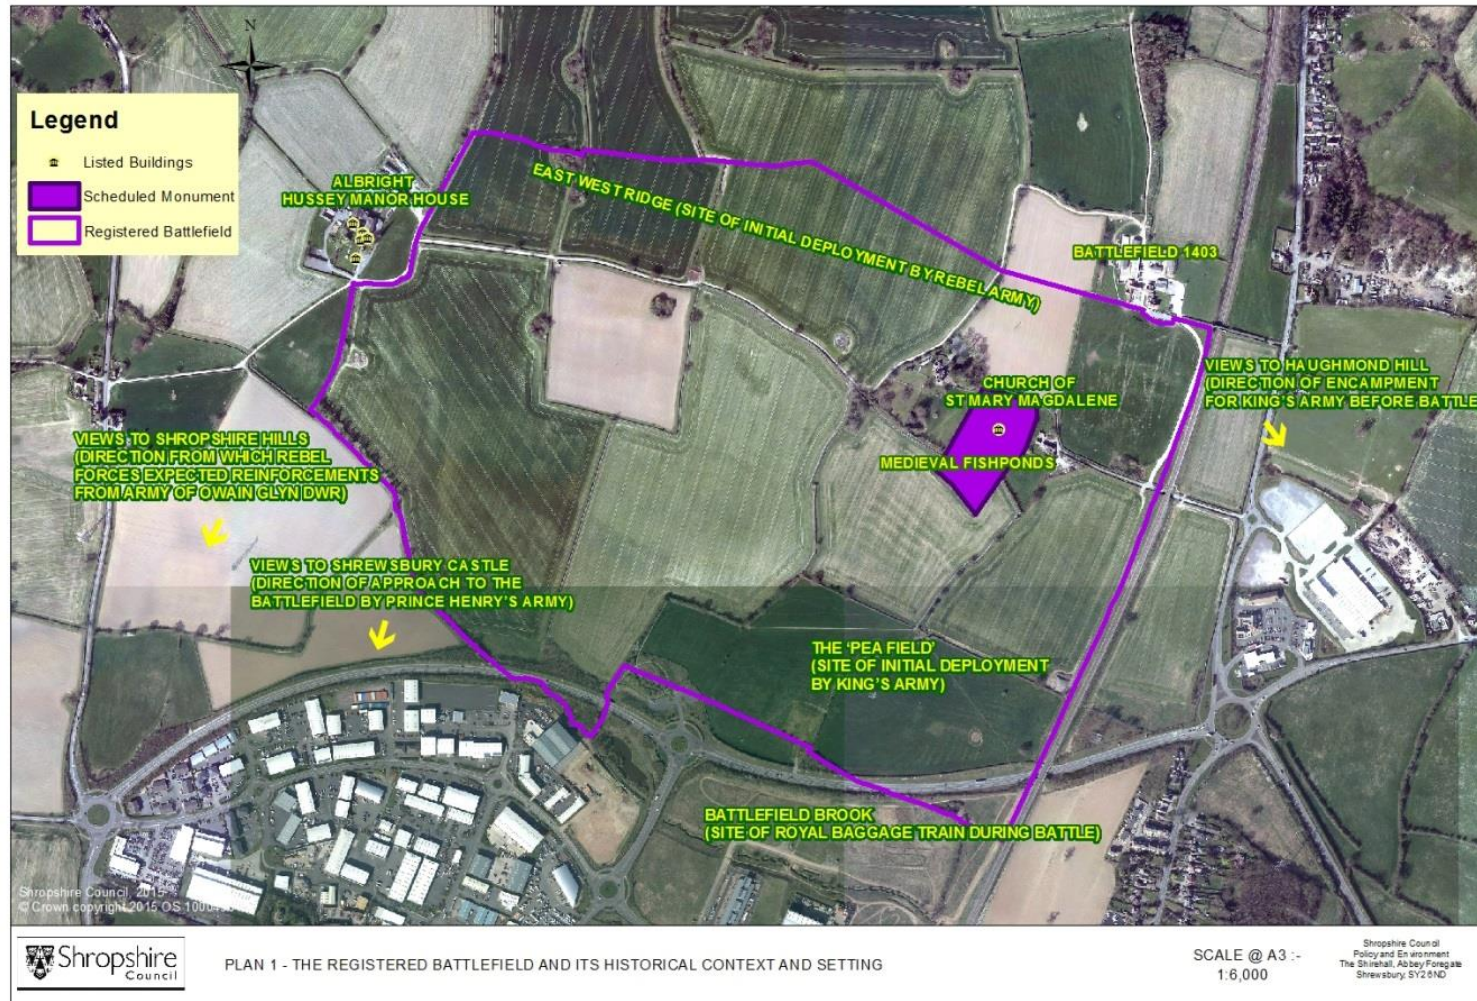 N
Legend
Listed Buildings
Scheduled Monument
Registered Battlefield
ALBRIGHT
HUSSEY MANOR HOUSE
EAST WEST RIDGE (SITE OF INITIAL DEPLOYMENT BY REBEL ARMY)
BATTLEFIELD 1403
VIEWS TO HAUGHMOND HILL
(DIRECTION OF ENCAMPMENT
FOR KING'S ARMY BEFORE BATTLE
CHURCH OF
ST MARY MAGDALENE
MEDIEVAL FISHPONDS
VIEWS TO SHROPSHIRE HILLS
(DIRECTION FROM WHICH REBEL
FORCES EXPECTED REINFORCEMENTS
FROM ARMY OF OWAIN GLYN DWR)
VIEWS TO SHREWSBURY CASTLE
(DIRECTION OF APPROACH TO THE
BATTLEFIELD BY PRINCE HENRY'S ARMY)
THE 'PEA FIELD'
(SITE OF INITIAL DEPLOYMENT
BY KING'S ARMY)
BATTLEFIELD BROOK
(SITE OF ROYAL BAGGAGE TRAIN DURING BATTLE)
Shropshire Council, 2015
© Crown copyright 2015 OS
Shropshire
Council
PLAN 1 - THE REGISTERED BATTLEFIELD AND ITS HISTORICAL CONTEXT AND SETTING
SCALE @ A3 :-
1:6,000
Shropshire Council
Policy and Environment
The Shirehall, Abbey Foregate
Shrewsbury, SY2 6ND